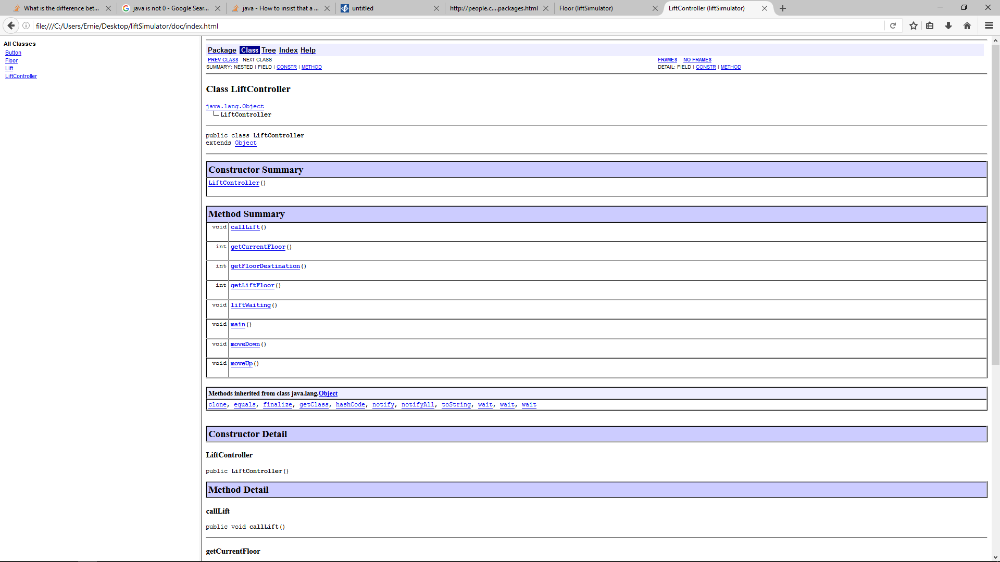 What is the difference bet...
java is not 0 - Google Sear...
java - How to insist that a ...
untitled
http://people.c....packages.html
Floor (liftSimulator)
LiftController (liftSimulator)
file:///C:/Users/Ernie/Desktop/liftSimulator/doc/index.html
All Classes
Button
Floor
Lift
LiftController
Package Class Tree Index Help
PREV CLASS NEXT CLASS
FRAMES NO FRAMES
SUMMARY: NESTED | FIELD | CONSTR | METHOD
DETAIL: FIELD | CONSTR | METHOD
Class LiftController
java.lang.Object
LiftController
public class LiftController
extends Object
Constructor Summary
LiftController()
Method Summary
void callLift()
int getCurrentFloor()
int getFloorDestination()
int getLiftFloor()
void liftWaiting()
void main()
void moveDown()
void moveUp()
Methods inherited from class java.lang.Object
clone, equals, finalize, getClass, hashCode, notify, notifyAll, toString, wait, wait, wait
Constructor Detail
LiftController
public LiftController()
Method Detail
callLift
public void callLift()
getCurrentFloor